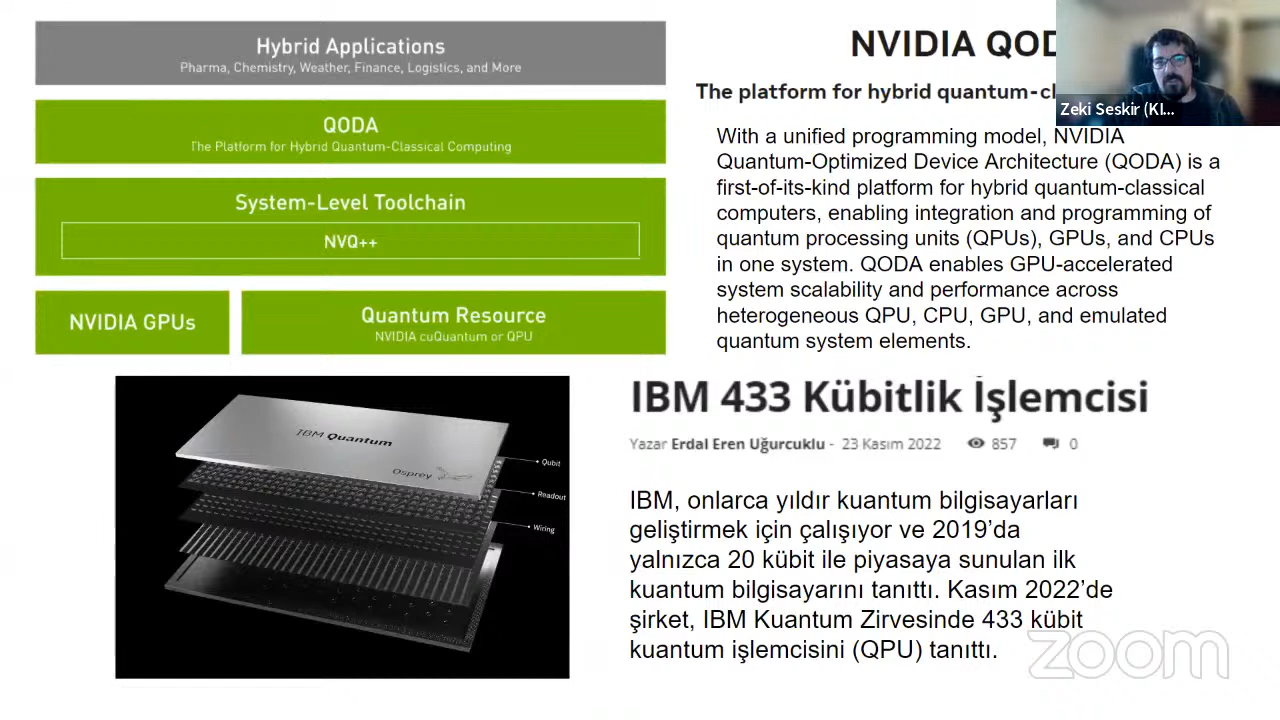 Hybrid Applications
Pharma, Chemistry, Weather, Finance, Logistics, and More
QODA
The Platform for Hybrid Quantum-Classical Computing
System-Level Toolchain
NVQ++
NVIDIA GPUs
Quantum Resource
NVIDIA cuQuantum or QPU
NVIDIA
The platform for hybrid
With a unified programming model, NVIDIA
Quantum-Optimized Device Architecture (QODA) is a
first-of-its-kind platform for hybrid quantum-classical
computers, enabling integration and programming of
quantum processing units (QPUs), GPUs, and CPUs
in one system. QODA enables GPU-accelerated
system scalability and performance across
heterogeneous QPU, CPU, GPU, and emulated
quantum system elements.
Zeki Seskir (KI...
IBM Quantum
Osprey
Qubit
Readout
Wiring
IBM 433 Kübitlik İşlemcisi
Yazar Erdal Eren Uğurcuklu - 23 Kasım 2022 857 0
IBM, onlarca yıldır kuantum bilgisayarları
geliştirmek için çalışıyor ve 2019’da
yalnızca 20 kübit ile piyasaya sunulan ilk
kuantum bilgisayarını tanıttı. Kasım 2022’de
şirket, IBM Kuantum Zirvesinde 433 kübit
kuantum işlemcisini (QPU) tanıttı.
zoom